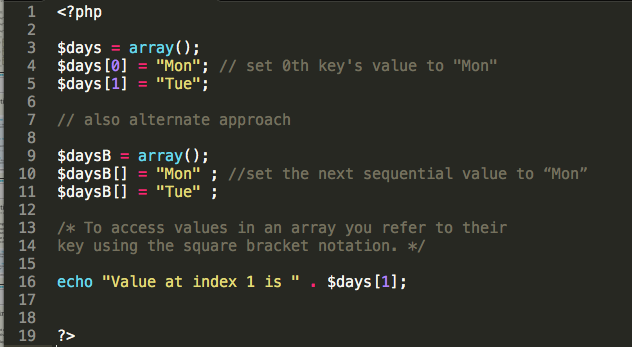 1 <?php
2
3 $days = array();
4 $days[0] = "Mon"; // set 0th key's value to "Mon"
5 $days[1] = "Tue";
6
7 // also alternate approach
8
9 $daysB = array();
10 $daysB[] = "Mon" ; //set the next sequential value to “Mon”
11 $daysB[] = "Tue" ;
12
13 /* To access values in an array you refer to their
14 key using the square bracket notation. */
15
16 echo "Value at index 1 is " . $days[1];
17
18
19 ?>